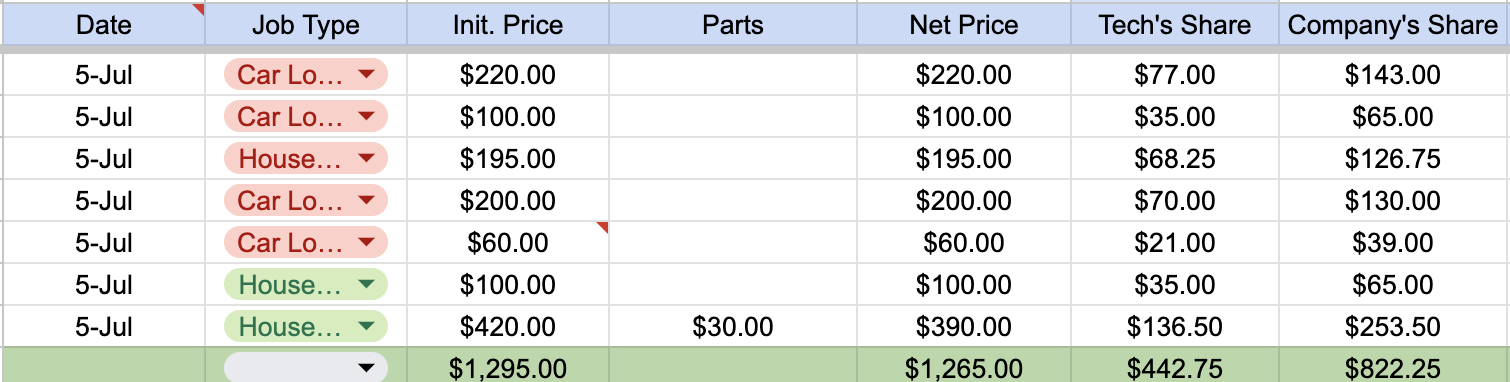 Date Job Type Init. Price Parts Net Price Tech's Share Company's Share
5-Jul Car Lo... $220.00 $220.00 $77.00 $143.00
5-Jul Car Lo... $100.00 $100.00 $35.00 $65.00
5-Jul House... $195.00 $195.00 $68.25 $126.75
5-Jul Car Lo... $200.00 $200.00 $70.00 $130.00
5-Jul Car Lo... $60.00 $60.00 $21.00 $39.00
5-Jul House... $100.00 $100.00 $35.00 $65.00
5-Jul House... $420.00 $30.00 $390.00 $136.50 $253.50
$1,295.00 $1,265.00 $442.75 $822.25